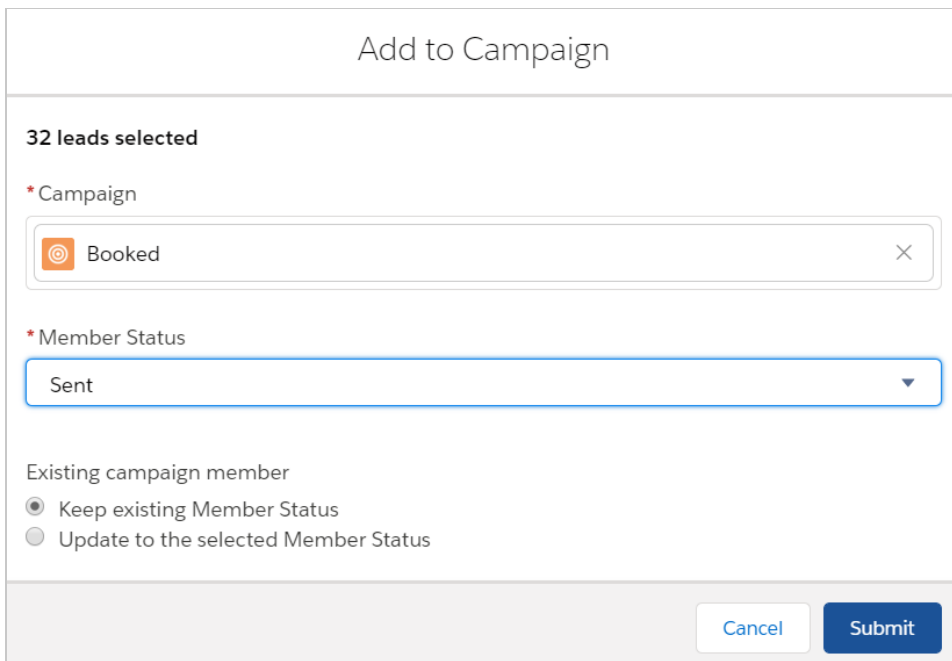 Add to Campaign
32 leads selected
*Campaign
Booked
*Member Status
Sent
Existing campaign member
Keep existing Member Status
Update to the selected Member Status
Cancel Submit